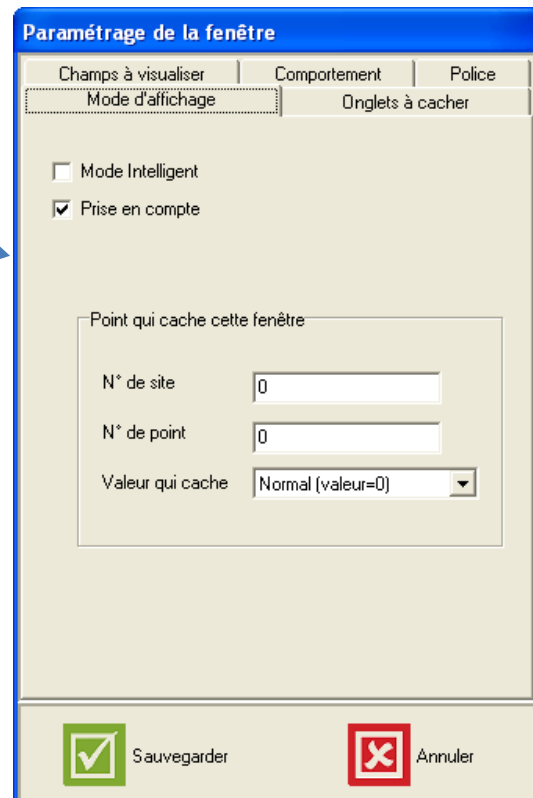 Paramétrage de la fenêtre
Champs à visualiser Comportement Police
Mode d'affichage Onglets à cacher
Mode Intelligent
Prise en compte
Point qui cache cette fenêtre
N° de site 0
N° de point 0
Valeur qui cache Normal (valeur=0)
Sauvegarder Annuler